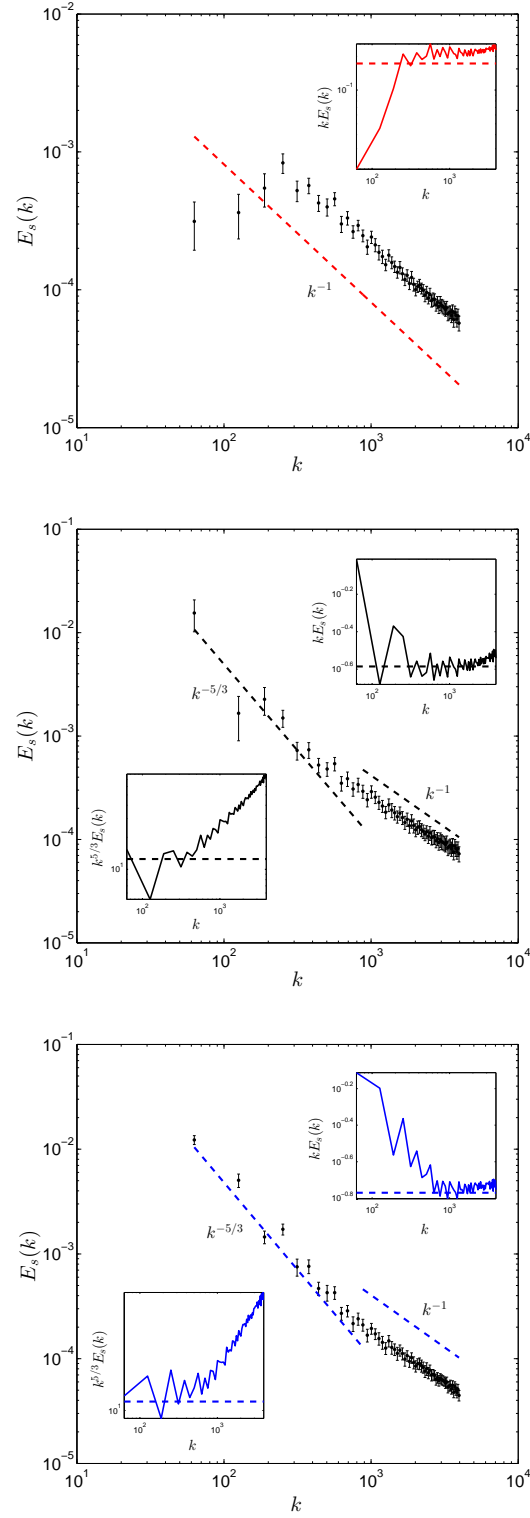 10^{-2}
10^{-3}
10^{-4}
10^{-5}
E_s(k)
10^1
10^2
10^3
10^4
k
k^{-1}
kE_s(k)
10^{-1}
10^2
10^3
k
10^{-1}
10^{-2}
10^{-3}
10^{-4}
10^{-5}
E_s(k)
10^1
10^2
10^3
10^4
k
k^{-5/3}
k^{-1}
kE_s(k)
10^{-0.2}
10^{-0.4}
10^{-0.6}
10^2
10^3
k
k^{5/3}E_s(k)
10^1
10^2
10^3
k
10^{-1}
10^{-2}
10^{-3}
10^{-4}
10^{-5}
E_s(k)
10^1
10^2
10^3
10^4
k
k^{-5/3}
k^{-1}
kE_s(k)
10^{-0.2}
10^{-0.4}
10^{-0.6}
10^{-0.8}
10^2
10^3
k
k^{5/3}E_s(k)
10^1
10^2
10^3
k